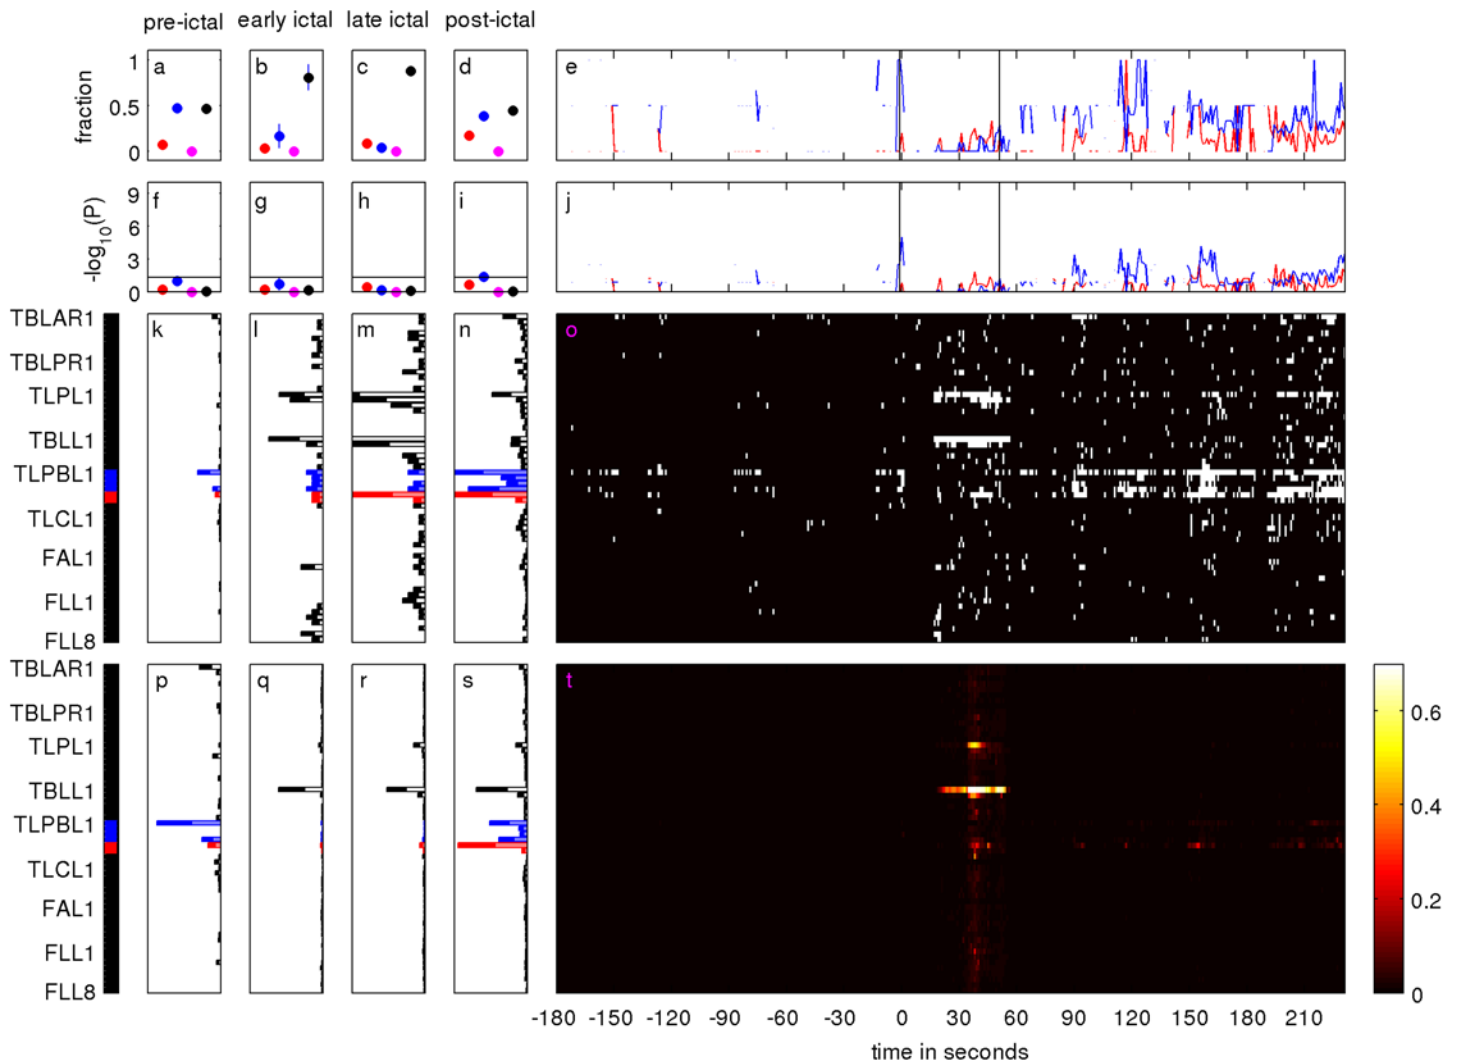 pre-ictal early ictal late ictal post-ictal
fraction
1
0.5
0
a b c d e
-log10(P)
9
6
3
0
f g h i j
TBLAR1
TBLPR1
TLPL1
TBLL1
TLPBL1
TLCL1
FAL1
FLL1
FLL8
k l m n o
TBLAR1
TBLPR1
TLPL1
TBLL1
TLPBL1
TLCL1
FAL1
FLL1
FLL8
p q r s t
0.6
0.4
0.2
0
-180 -150 -120 -90 -60 -30 0 30 60 90 120 150 180 210
time in seconds